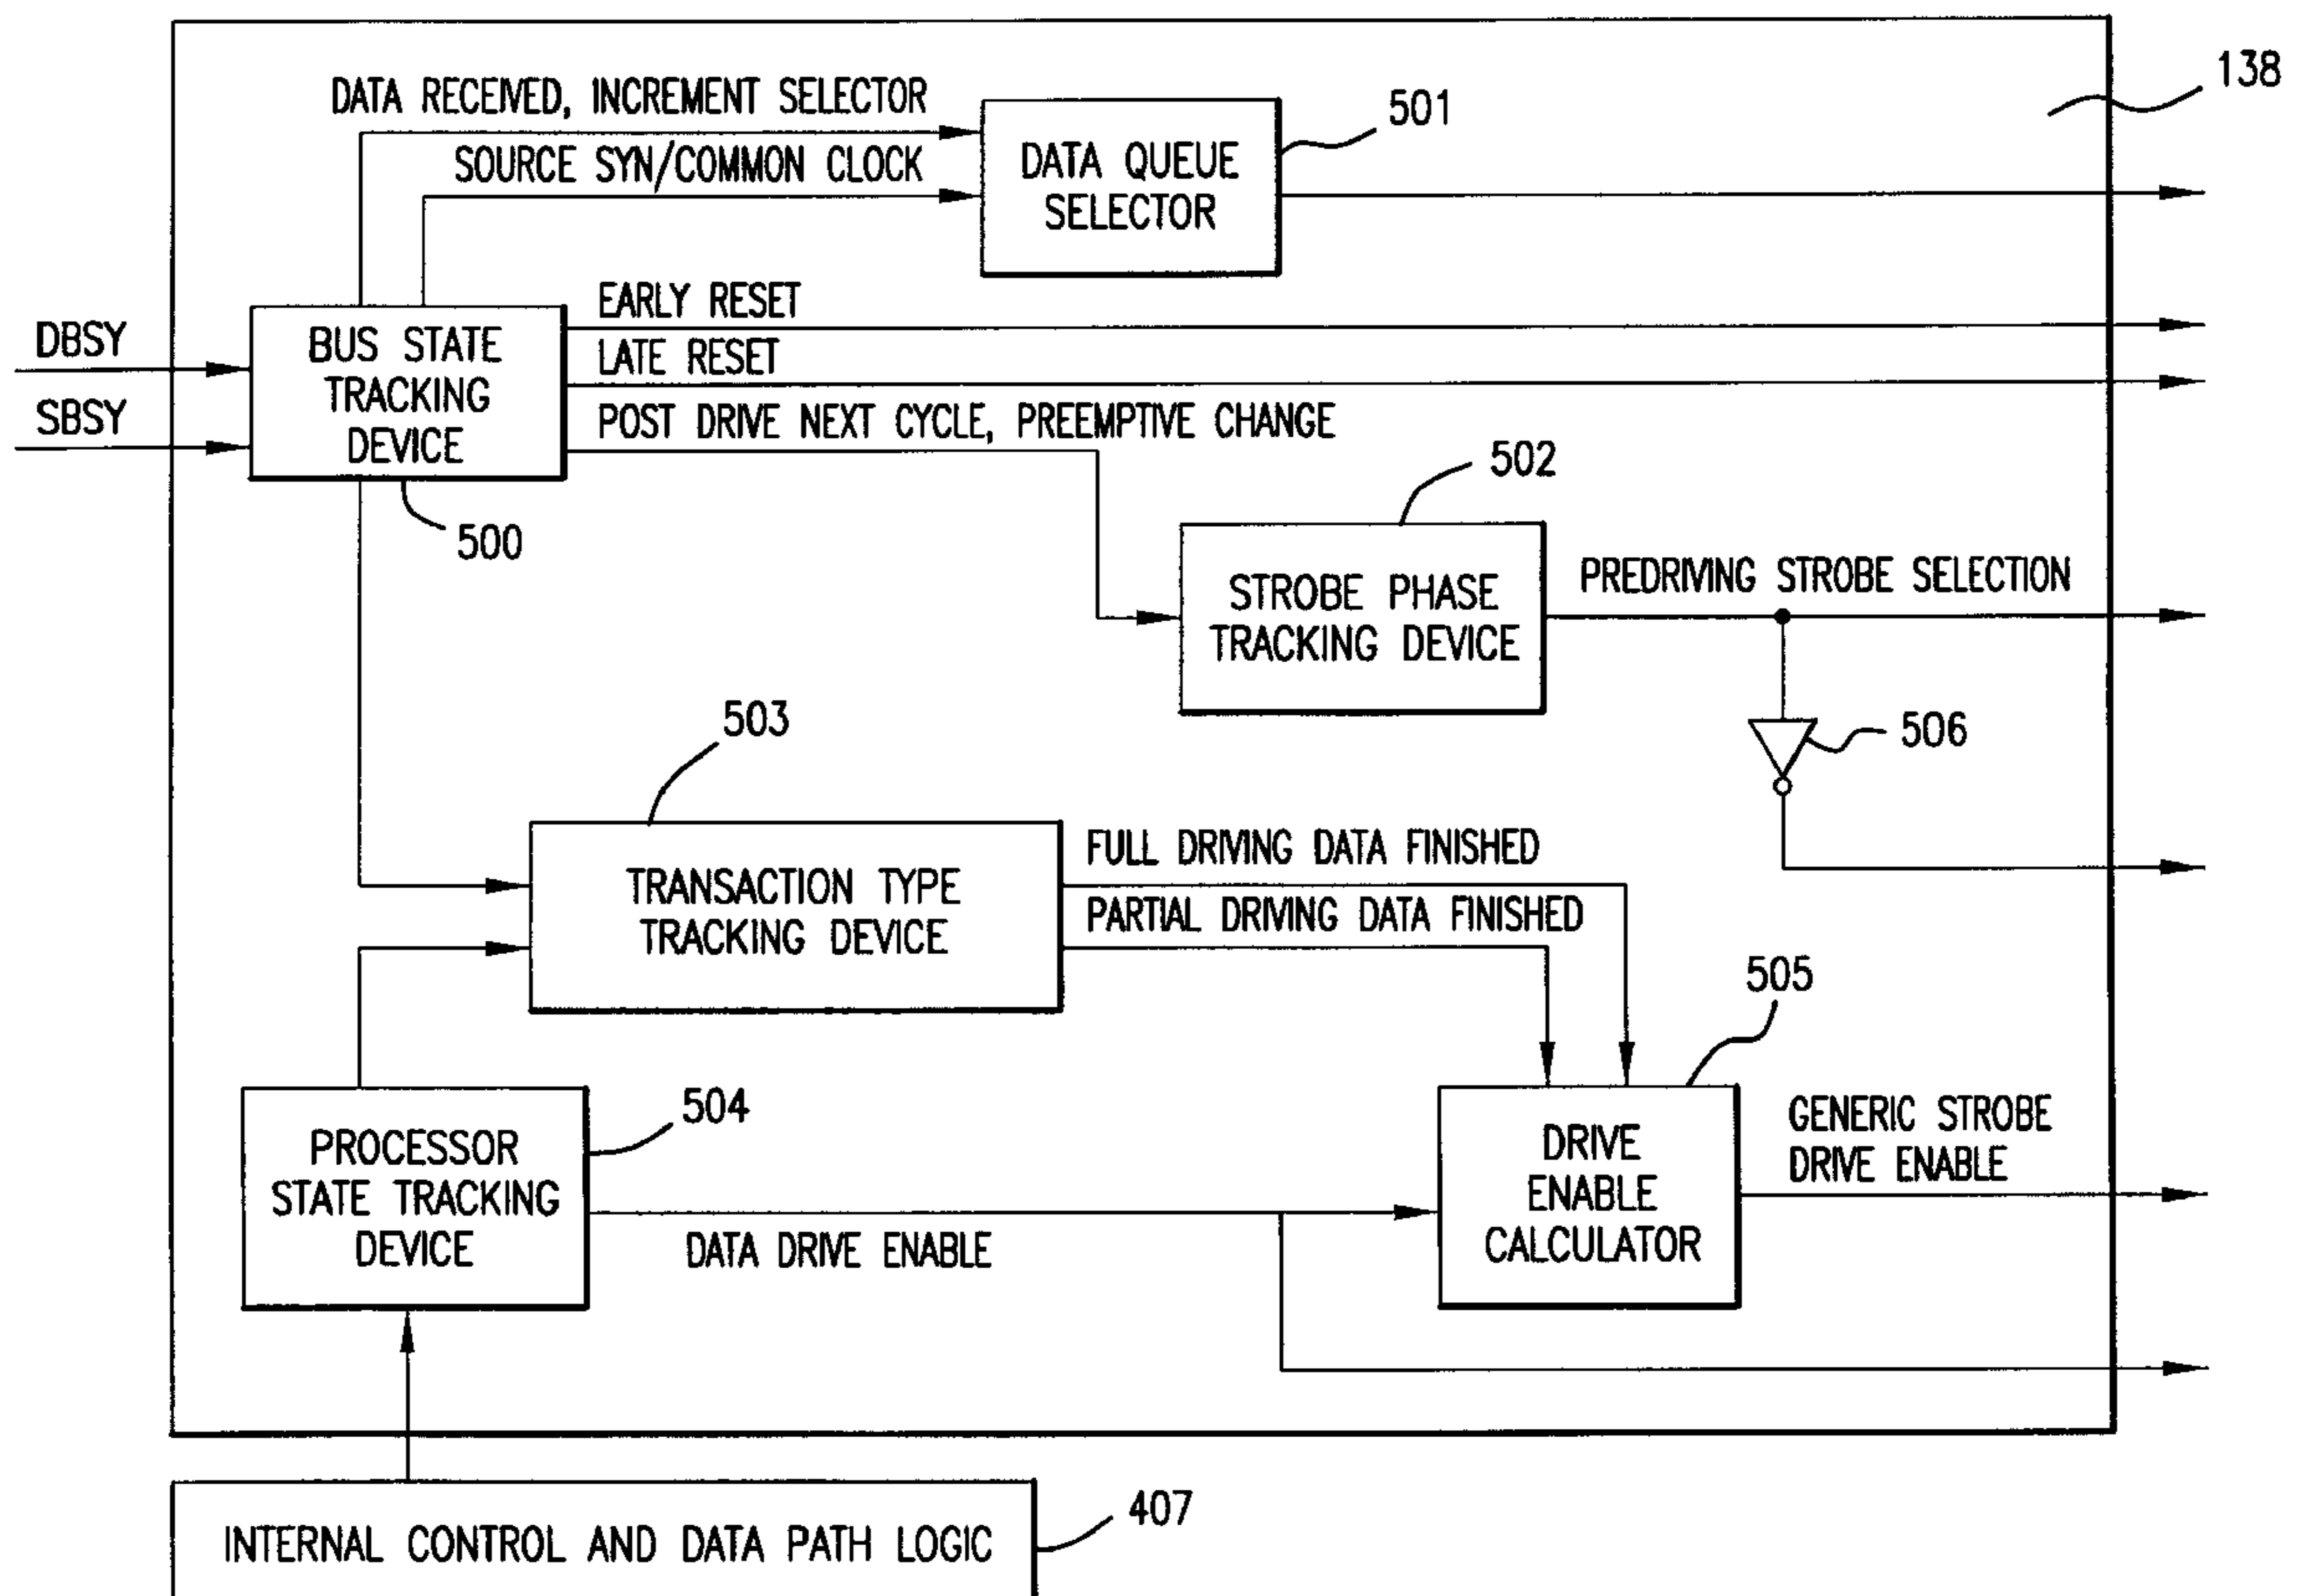 138
DATA RECEIVED, INCREMENT SELECTOR
501
SOURCE SYN/COMMON CLOCK
DATA QUEUE
SELECTOR
EARLY RESET
DBSY
BUS STATE
TRACKING
DEVICE
LATE RESET
SBSY
POST DRIVE NEXT CYCLE, PREEMPTIVE CHANGE
502
500
STROBE PHASE
TRACKING DEVICE
PREDRIVING STROBE SELECTION
503
506
TRANSACTION TYPE
TRACKING DEVICE
FULL DRIVING DATA FINISHED
PARTIAL DRIVING DATA FINISHED
505
504
PROCESSOR
STATE TRACKING
DEVICE
DRIVE
ENABLE
CALCULATOR
GENERIC STROBE
DRIVE ENABLE
DATA DRIVE ENABLE
407
INTERNAL CONTROL AND DATA PATH LOGIC